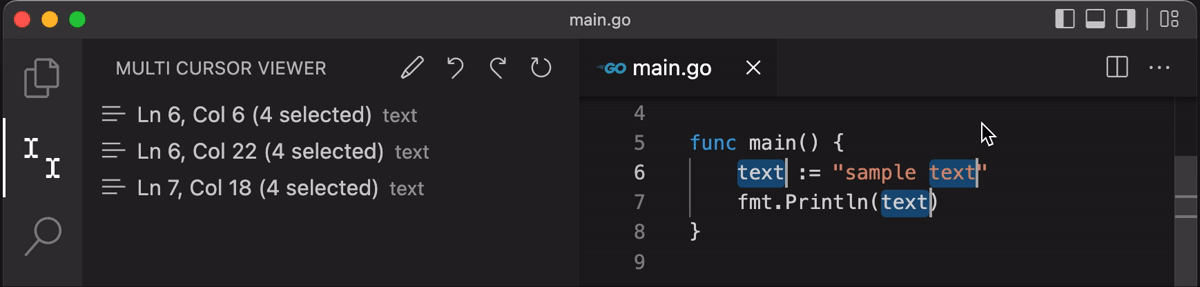 main.go
MULTI CURSOR VIEWER
Ln 6, Col 6 (4 selected) text
Ln 6, Col 22 (4 selected) text
Ln 7, Col 18 (4 selected) text
GO main.go
4
5 func main() {
6 text := "sample text"
7 fmt.Println(text)
8 }
9